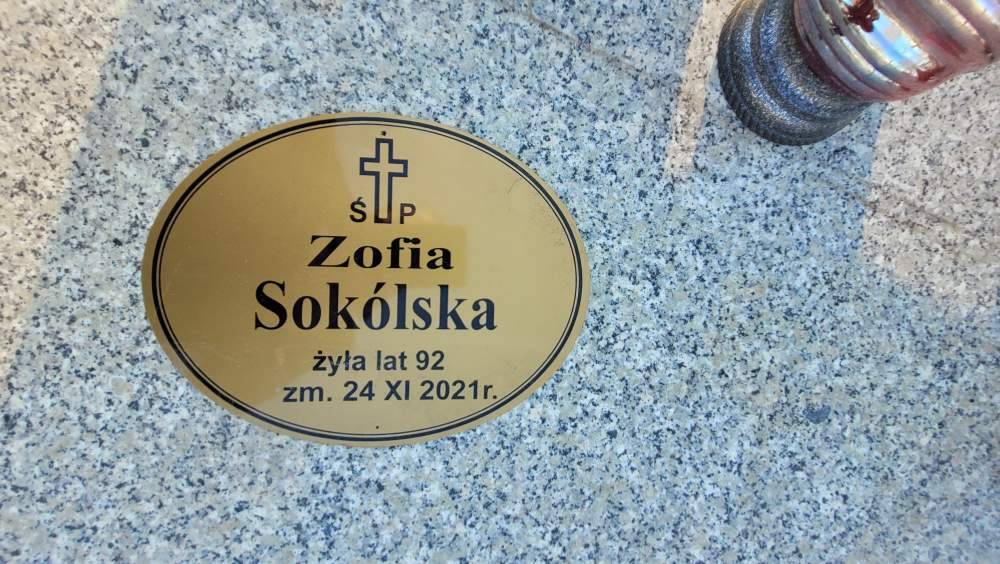 Ś P
Zofia
Sokólska
żyła lat 92
zm. 24 XI 2021r.